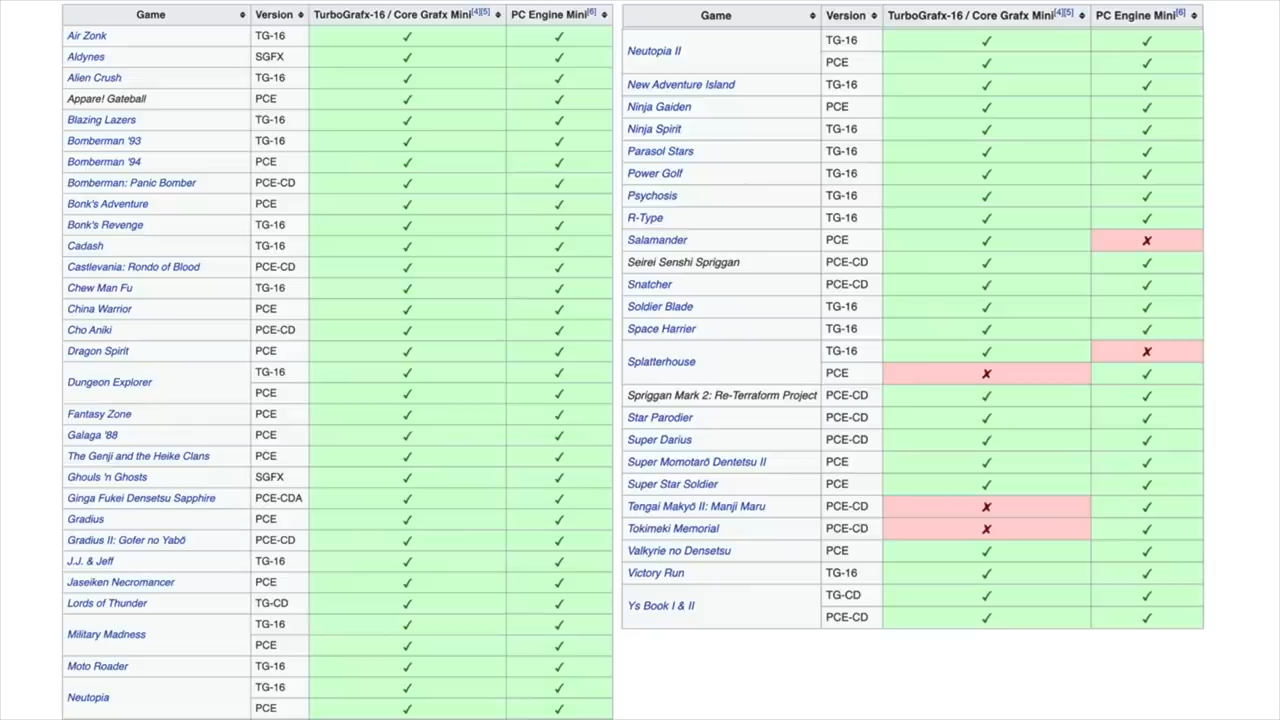 Game Version TurboGrafx-16 / Core Grafx Mini[4][5] PC Engine Mini[6]
Air Zonk TG-16 ✓ ✓
Aldynes SGFX ✓ ✓
Alien Crush TG-16 ✓ ✓
Appare! Gateball PCE ✓ ✓
Blazing Lazers TG-16 ✓ ✓
Bomberman '93 TG-16 ✓ ✓
Bomberman '94 PCE ✓ ✓
Bomberman: Panic Bomber PCE-CD ✓ ✓
Bonk's Adventure PCE ✓ ✓
Bonk's Revenge TG-16 ✓ ✓
Cadash TG-16 ✓ ✓
Castlevania: Rondo of Blood PCE-CD ✓ ✓
Chew Man Fu TG-16 ✓ ✓
China Warrior PCE ✓ ✓
Cho Aniki PCE-CD ✓ ✓
Dragon Spirit PCE ✓ ✓
Dungeon Explorer TG-16 ✓ ✓
PCE ✓ ✓
Fantasy Zone PCE ✓ ✓
Galaga '88 PCE ✓ ✓
The Genji and the Heike Clans PCE ✓ ✓
Ghouls 'n Ghosts SGFX ✓ ✓
Ginga Fukei Densetsu Sapphire PCE-CDA ✓ ✓
Gradius PCE ✓ ✓
Gradius II: Gofer no Yabō PCE-CD ✓ ✓
J.J. & Jeff TG-16 ✓ ✓
Jaseiken Necromancer PCE ✓ ✓
Lords of Thunder TG-CD ✓ ✓
Military Madness TG-16 ✓ ✓
PCE ✓ ✓
Moto Roader TG-16 ✓ ✓
Neutopia TG-16 ✓ ✓
PCE ✓ ✓
Game Version TurboGrafx-16 / Core Grafx Mini[4][5] PC Engine Mini[6]
Neutopia II TG-16 ✓ ✓
PCE ✓ ✓
New Adventure Island TG-16 ✓ ✓
Ninja Gaiden PCE ✓ ✓
Ninja Spirit TG-16 ✓ ✓
Parasol Stars TG-16 ✓ ✓
Power Golf TG-16 ✓ ✓
Psychosis TG-16 ✓ ✓
R-Type TG-16 ✓ ✓
Salamander PCE ✓ ✗
Seirei Senshi Spriggan PCE-CD ✓ ✓
Snatcher PCE-CD ✓ ✓
Soldier Blade TG-16 ✓ ✓
Space Harrier TG-16 ✓ ✓
Splatterhouse TG-16 ✓ ✗
PCE ✗ ✓
Spriggan Mark 2: Re-Terraform Project PCE-CD ✓ ✓
Star Parodier PCE-CD ✓ ✓
Super Darius PCE-CD ✓ ✓
Super Momotarō Dentetsu II PCE ✓ ✓
Super Star Soldier PCE ✓ ✓
Tengai Makyō II: Manji Maru PCE-CD ✗ ✓
Tokimeki Memorial PCE-CD ✗ ✓
Valkyrie no Densetsu PCE ✓ ✓
Victory Run TG-16 ✓ ✓
Ys Book I & II TG-CD ✓ ✓
PCE-CD ✓ ✓